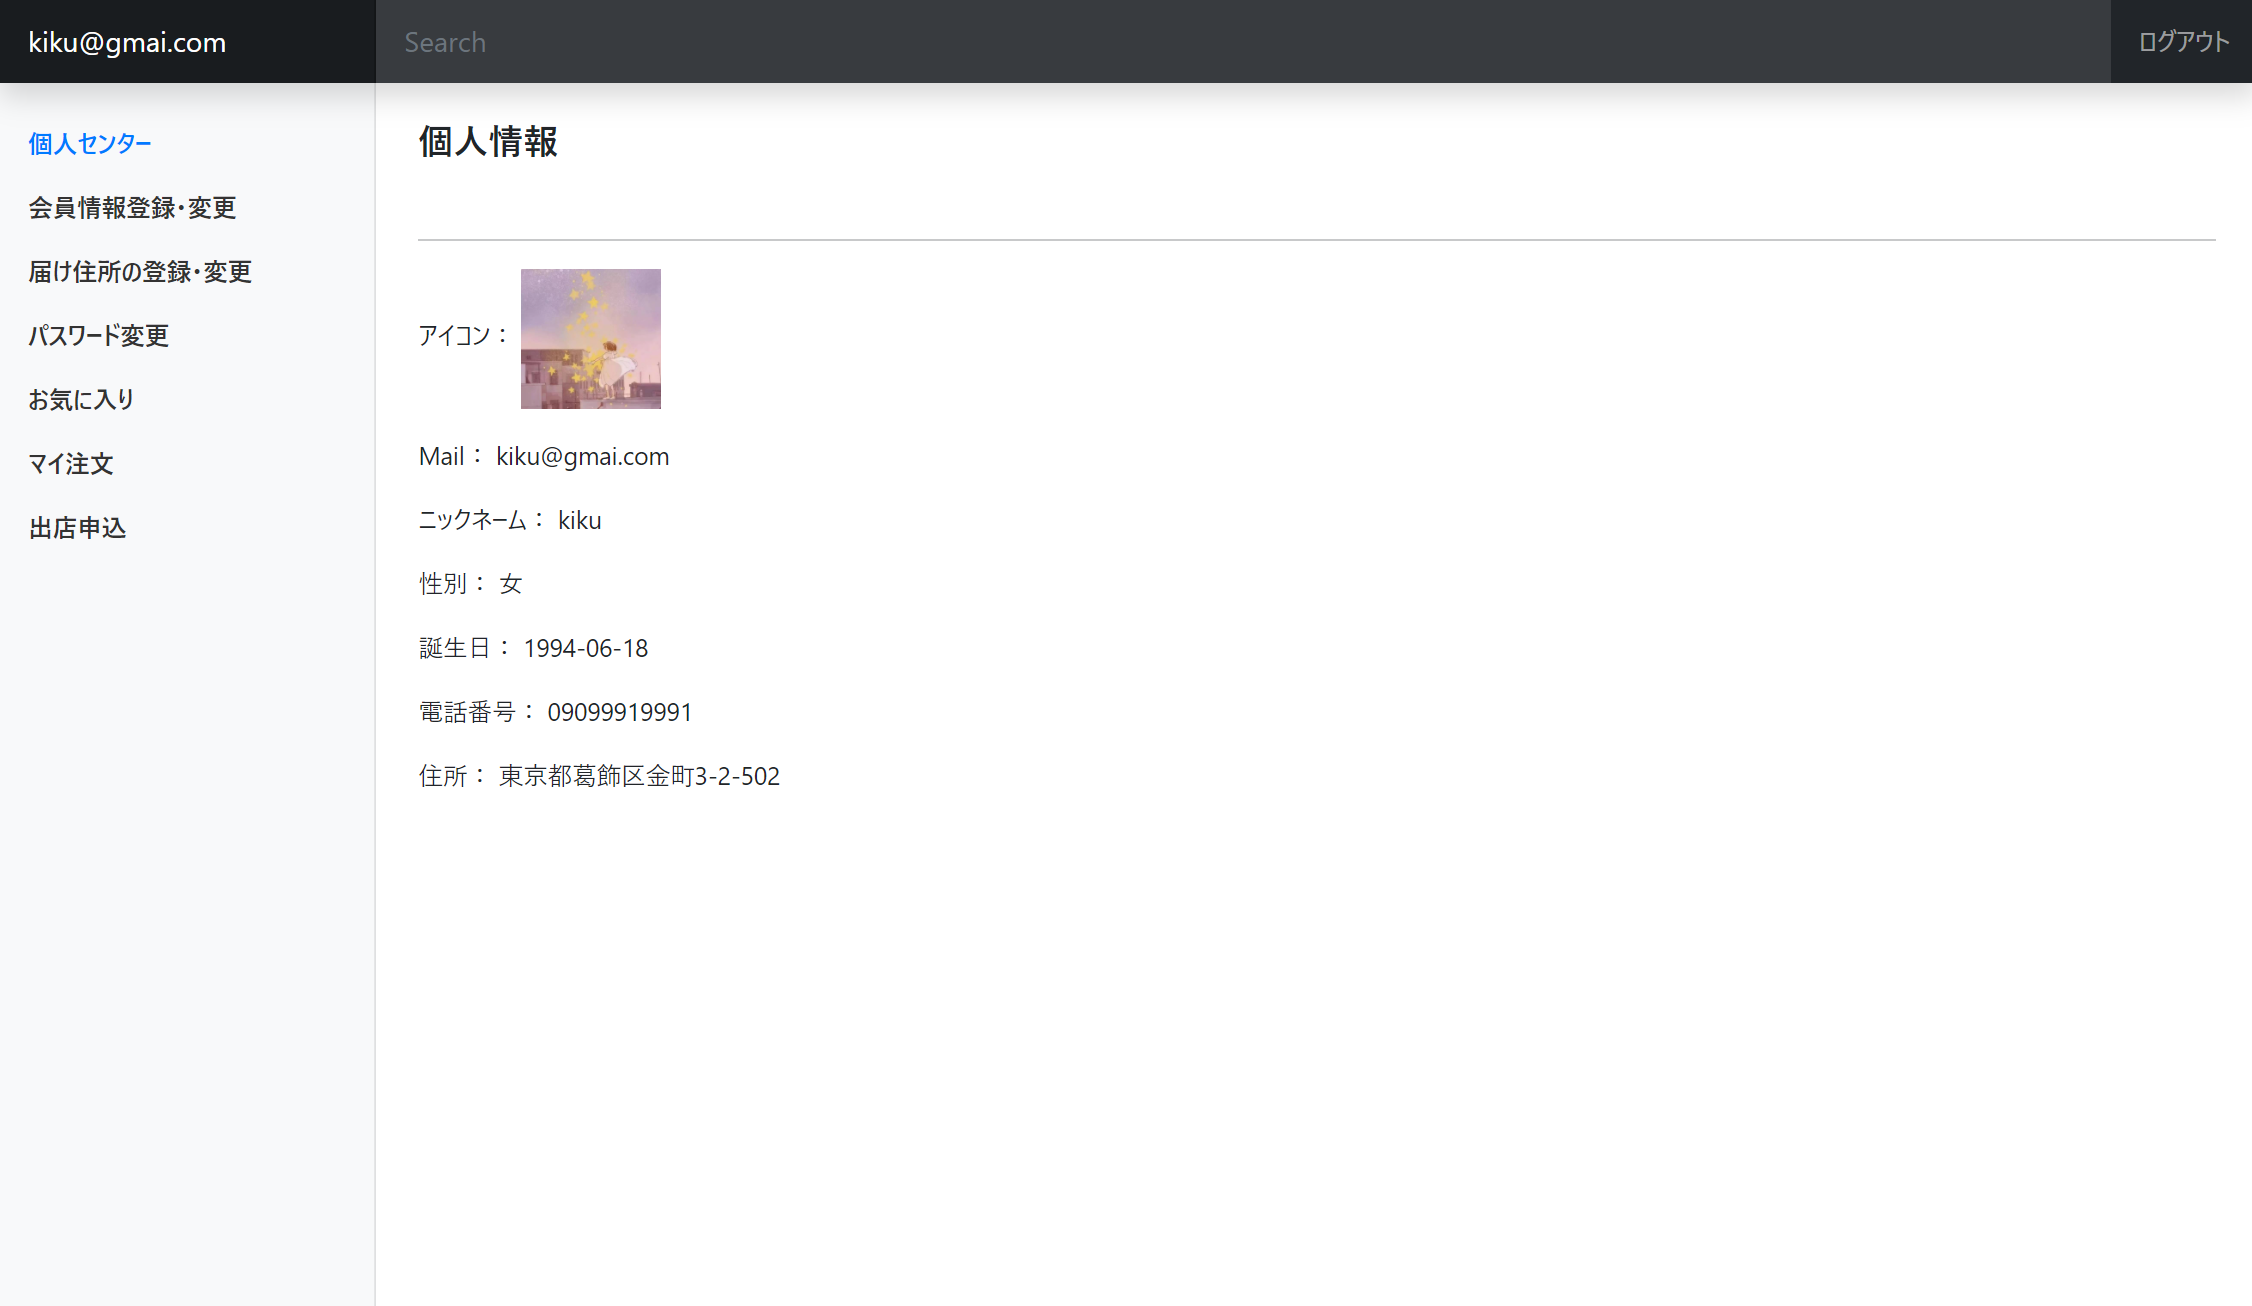 kiku@gmai.com
Search
ログアウト
個人センター
会員情報登録・変更
届け住所の登録・変更
パスワード変更
お気に入り
マイ注文
出店申込
個人情報
アイコン：
Mail： kiku@gmai.com
ニックネーム： kiku
性別： 女
誕生日： 1994-06-18
電話番号： 09099919991
住所： 東京都葛飾区金町3-2-502